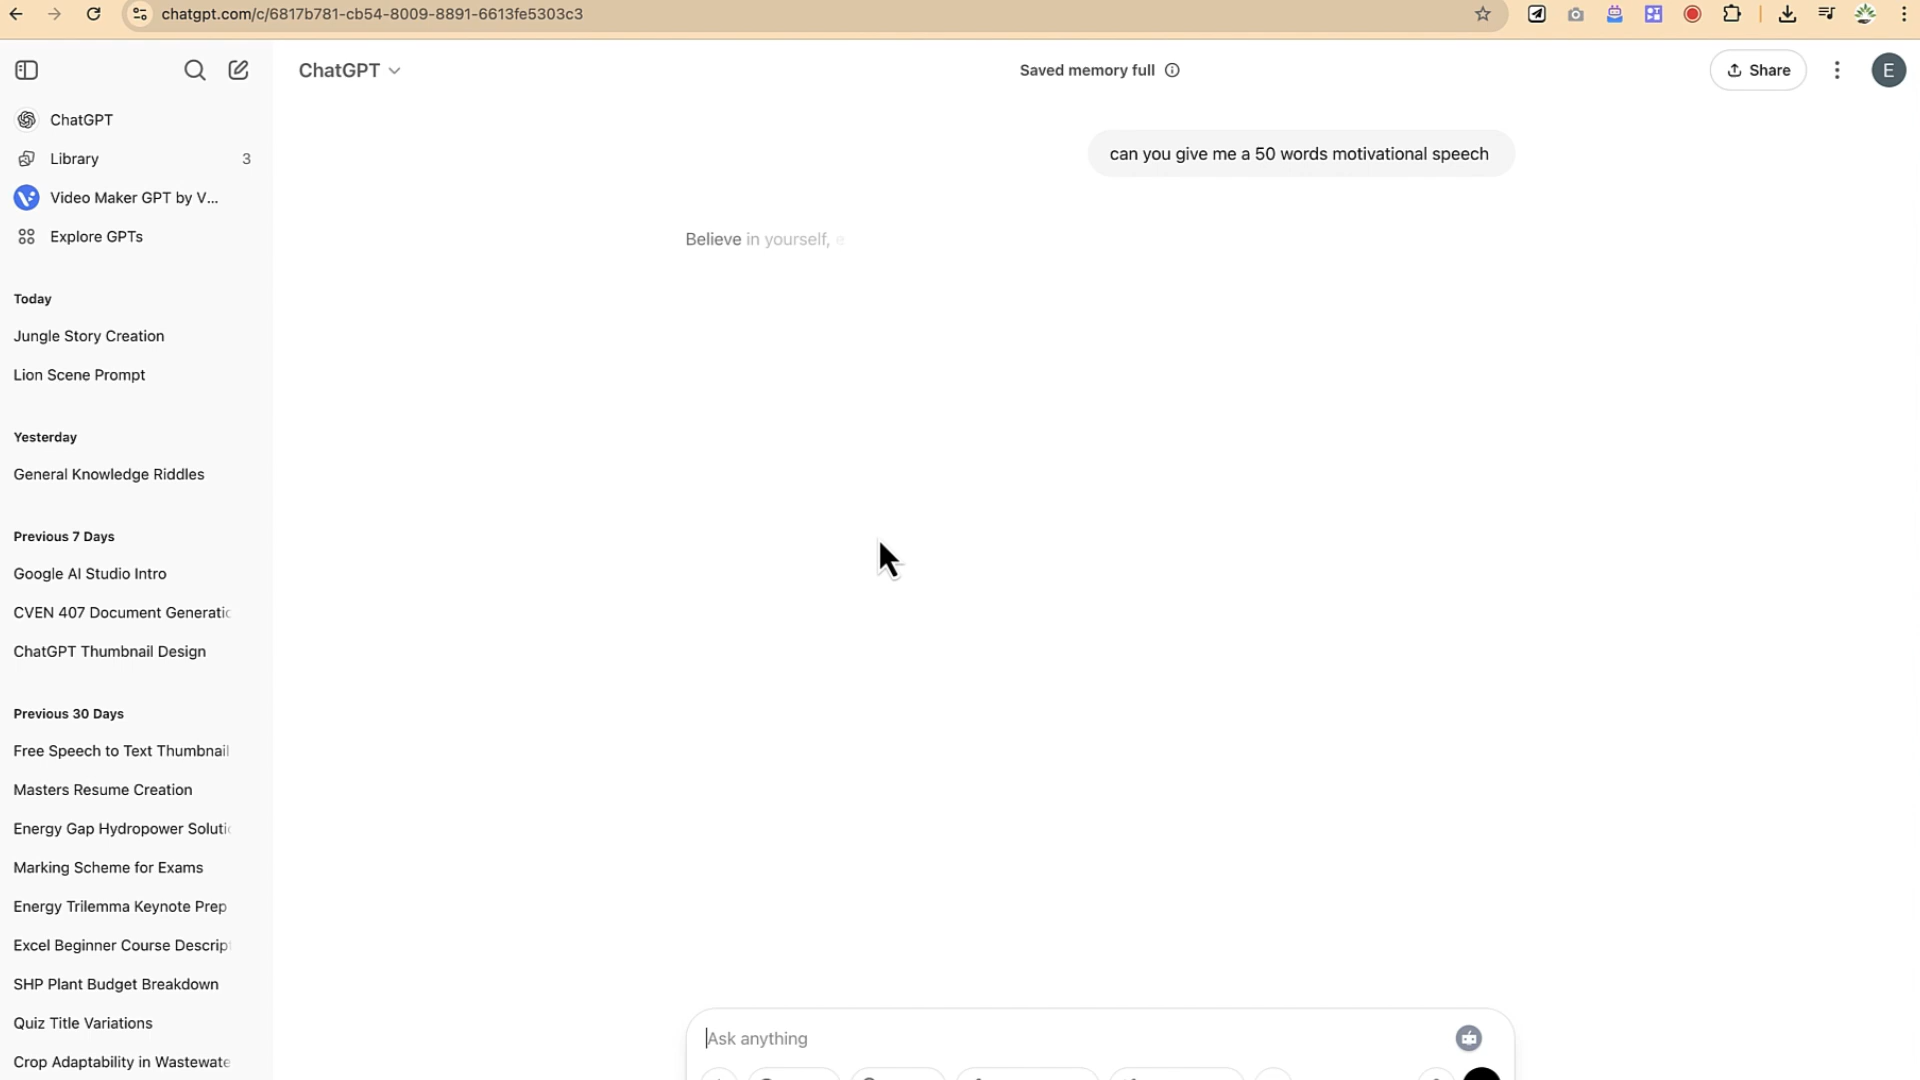 chatgpt.com/c/6817b781-cb54-8009-8891-6613fe5303c3
ChatGPT
Saved memory full
Share
E
ChatGPT
Library 3
Video Maker GPT by V...
Explore GPTs
can you give me a 50 words motivational speech
Believe in yourself, e
Today
Jungle Story Creation
Lion Scene Prompt
Yesterday
General Knowledge Riddles
Previous 7 Days
Google AI Studio Intro
CVEN 407 Document Generatic
ChatGPT Thumbnail Design
Previous 30 Days
Free Speech to Text Thumbnail
Masters Resume Creation
Energy Gap Hydropower Soluti
Marking Scheme for Exams
Energy Trilemma Keynote Prep
Excel Beginner Course Descrip
SHP Plant Budget Breakdown
Quiz Title Variations
Crop Adaptability in Wastewate
Ask anything